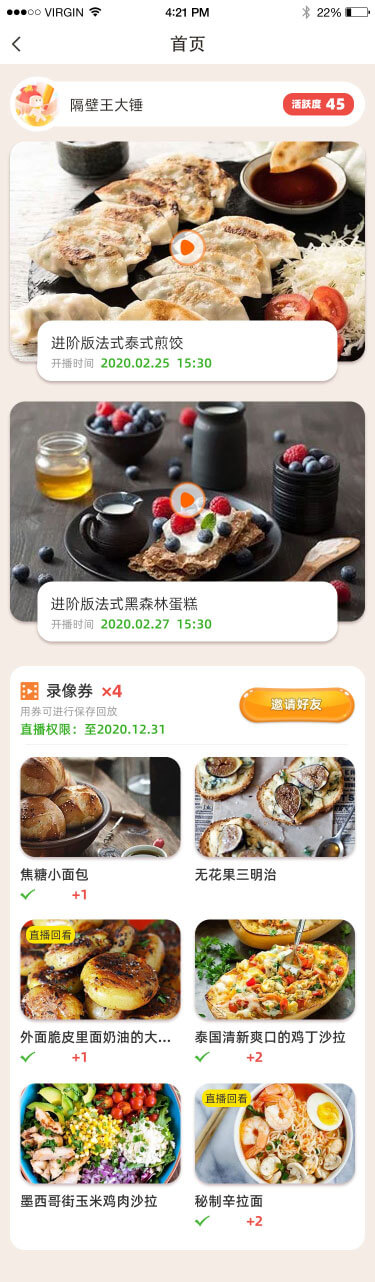 VIRGIN 4:21 PM 22%
首页
隔壁王大锤 活跃度 45
进阶版法式泰式煎饺
开播时间 2020.02.25 15:30
进阶版法式黑森林蛋糕
开播时间 2020.02.27 15:30
录像券 ×4
用券可进行保存回放
邀请好友
直播权限：至2020.12.31
焦糖小面包 无花果三明治
+1
直播回看
外面脆皮里面奶油的大... 泰国清新爽口的鸡丁沙拉
+1 +2
直播回看
墨西哥街玉米鸡肉沙拉 秘制辛拉面
+2